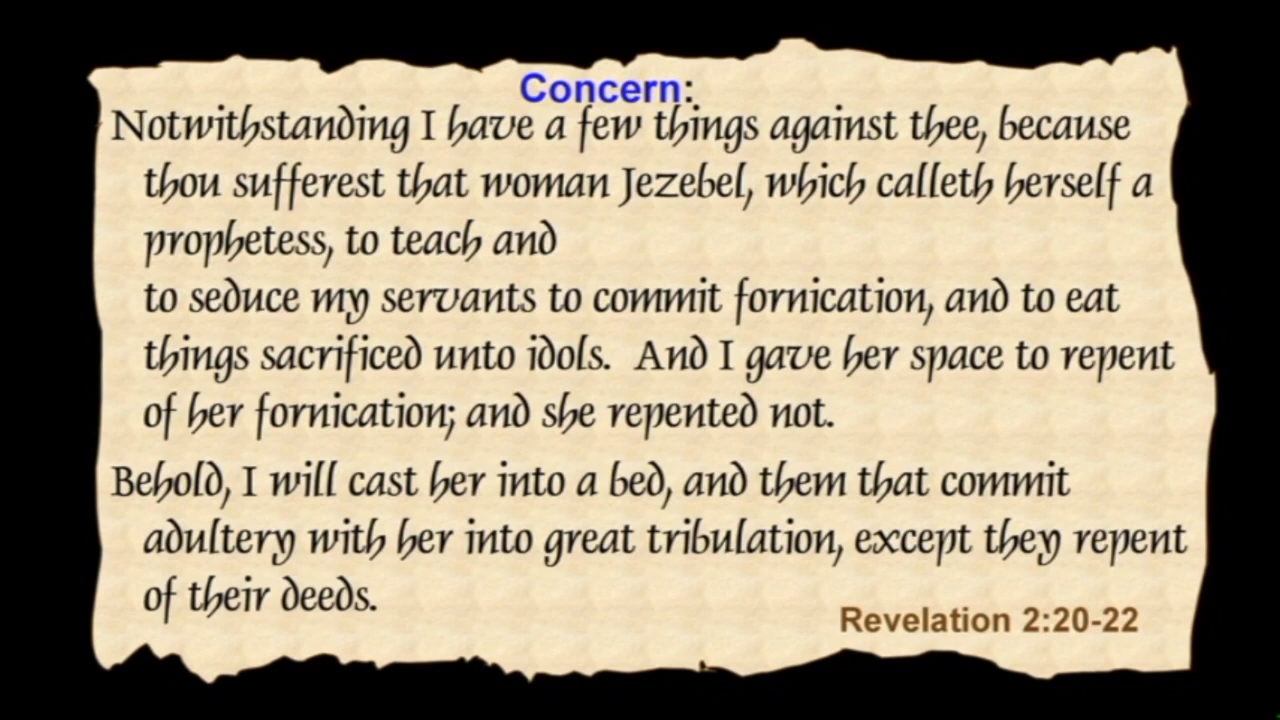 Concern:
Notwithstanding I have a few things against thee, because
thou sufferest that woman Jezebel, which calleth herself a
prophetess, to teach and
to seduce my servants to commit fornication, and to eat
things sacrificed unto idols.  And I gave her space to repent
of her fornication; and she repented not.
Behold, I will cast her into a bed, and them that commit
adultery with her into great tribulation, except they repent
of their deeds.
Revelation 2:20-22